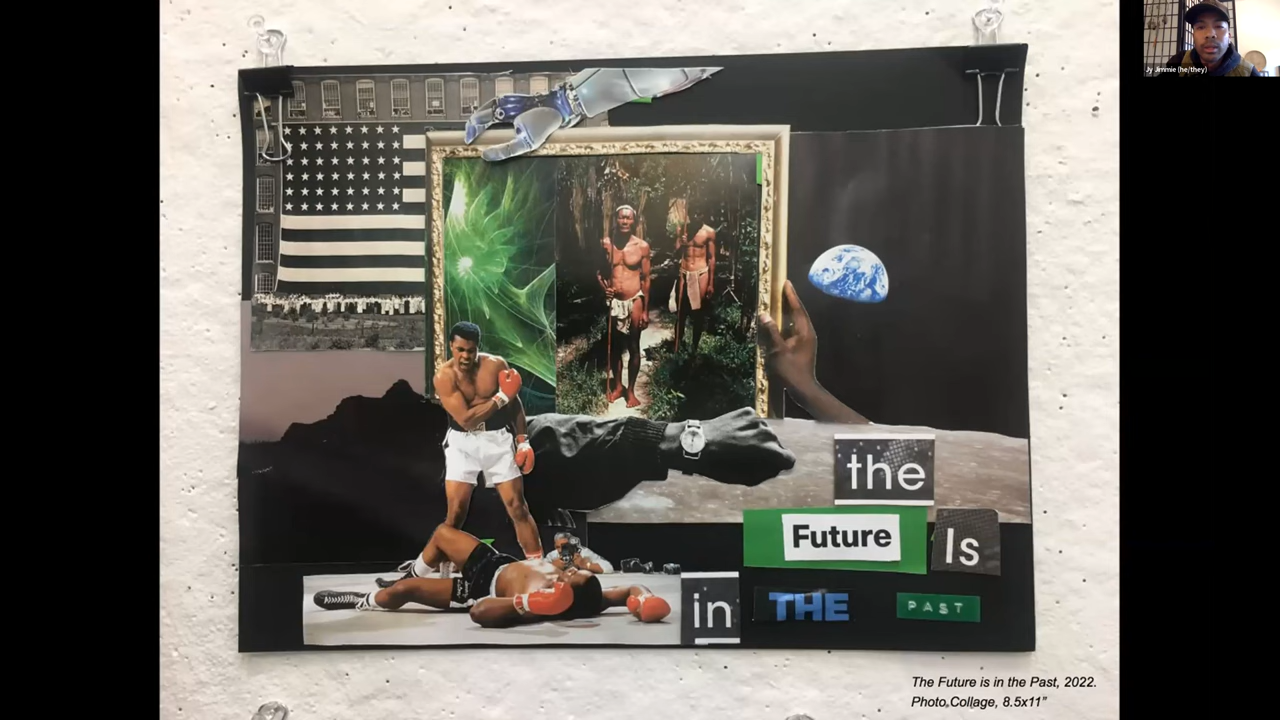 Jy Jimmie (he/they)
the
Future Is
in THE PAST
The Future is in the Past, 2022.
Photo Collage, 8.5x11"